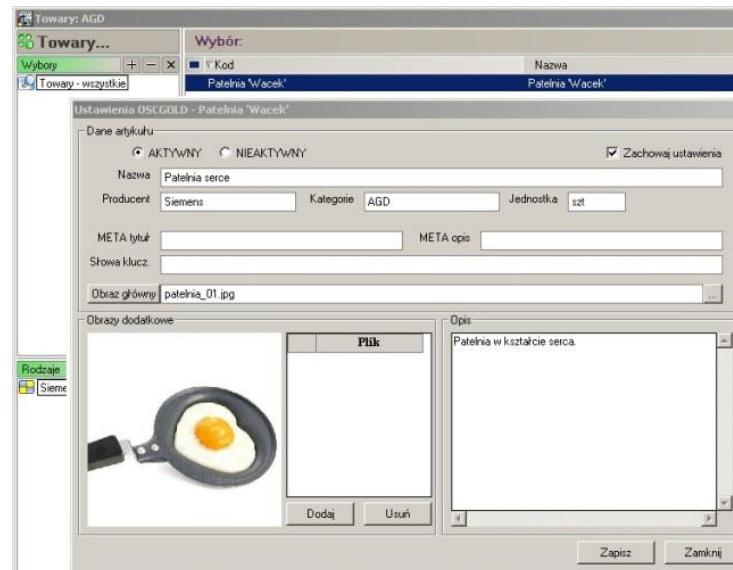 Towary: AGD
Towary...
Wybór:
Wybory
Kod
Nazwa
Towary - wszystkie
Patelnia 'Wacek'
Patelnia 'Wacek'
Ustawienia OSCGOLD - Patelnia 'Wacek'
Dane artykułu
AKTYWNY
NIEAKTYWNY
Zachowaj ustawienia
Nazwa
Patelnia serce
Producent
Siemens
Kategorie
AGD
Jednostka
szt
META tytuł
META opis
Słowa klucz.
Obraz główny
patelnia_01.jpg
...
Obrazy dodatkowe
Plik
Opis
Patelnia w kształcie serca.
Rodzaje
Sieme
Dodaj
Usuń
Zapisz
Zamknij